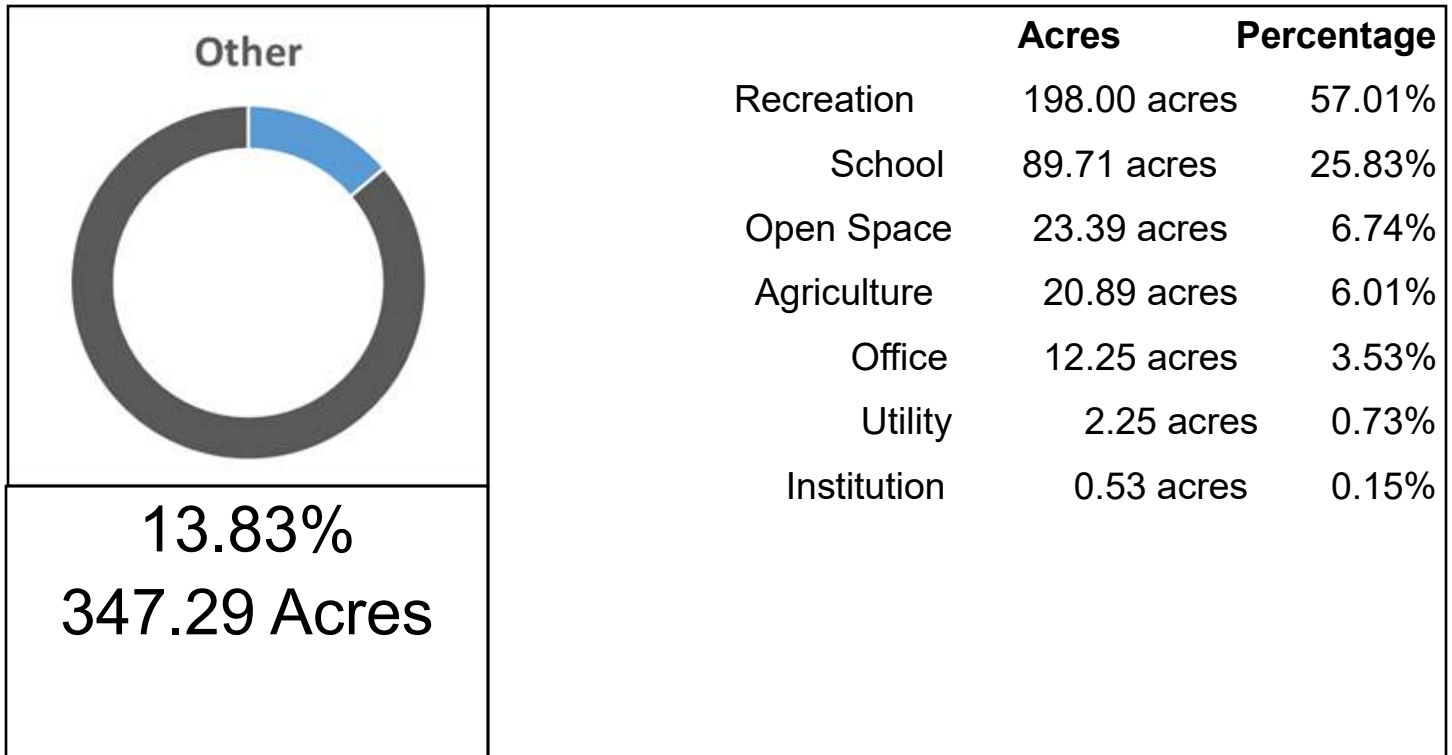 Other
13.83%
347.29 Acres
Acres Percentage
Recreation 198.00 acres 57.01%
School 89.71 acres 25.83%
Open Space 23.39 acres 6.74%
Agriculture 20.89 acres 6.01%
Office 12.25 acres 3.53%
Utility 2.25 acres 0.73%
Institution 0.53 acres 0.15%